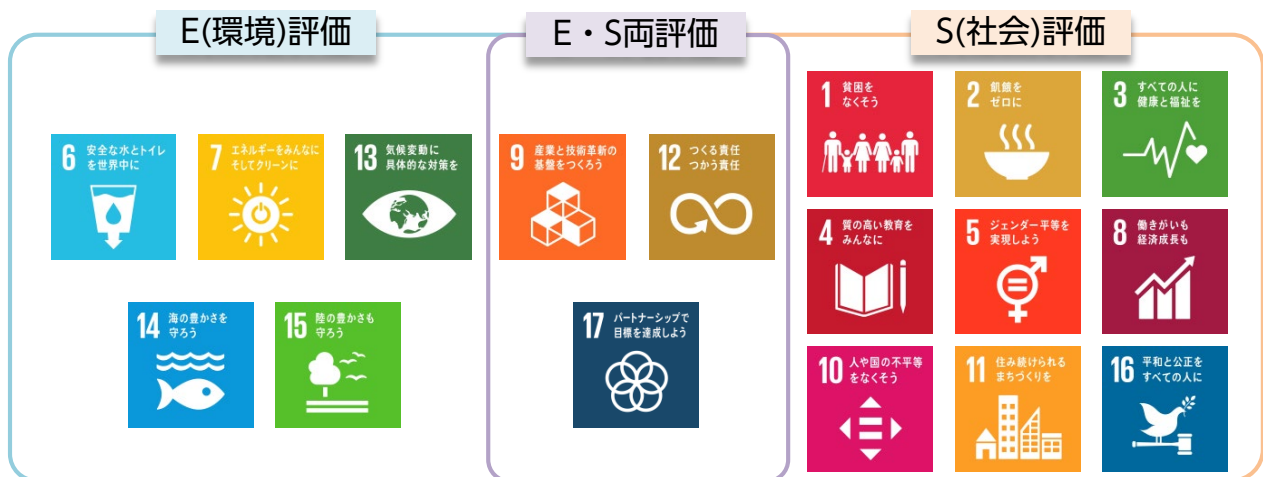 E(環境)評価
E・S両評価
S(社会)評価
6 安全な水とトイレ
を世界中に
7 エネルギーをみんなに
そしてクリーンに
13 気候変動に
具体的な対策を
14 海の豊かさを
守ろう
15 陸の豊かさも
守ろう
9 産業と技術革新の
基盤をつくろう
12 つくる責任
つかう責任
17 パートナーシップで
目標を達成しよう
1 貧困を
なくそう
2 飢餓を
ゼロに
3 すべての人に
健康と福祉を
4 質の高い教育を
みんなに
5 ジェンダー平等を
実現しよう
8 働きがいも
経済成長も
10 人や国の不平等
をなくそう
11 住み続けられる
まちづくりを
16 平和と公正を
すべての人に